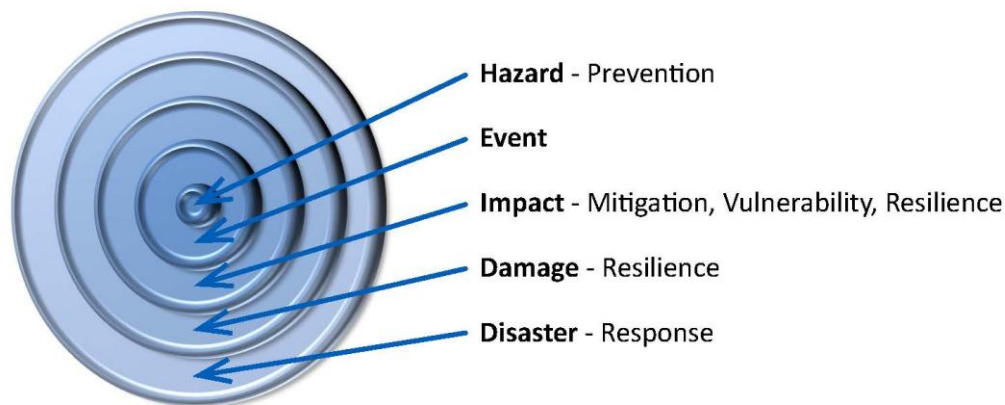 Hazard - Prevention
Event
Impact - Mitigation, Vulnerability, Resilience
Damage - Resilience
Disaster - Response